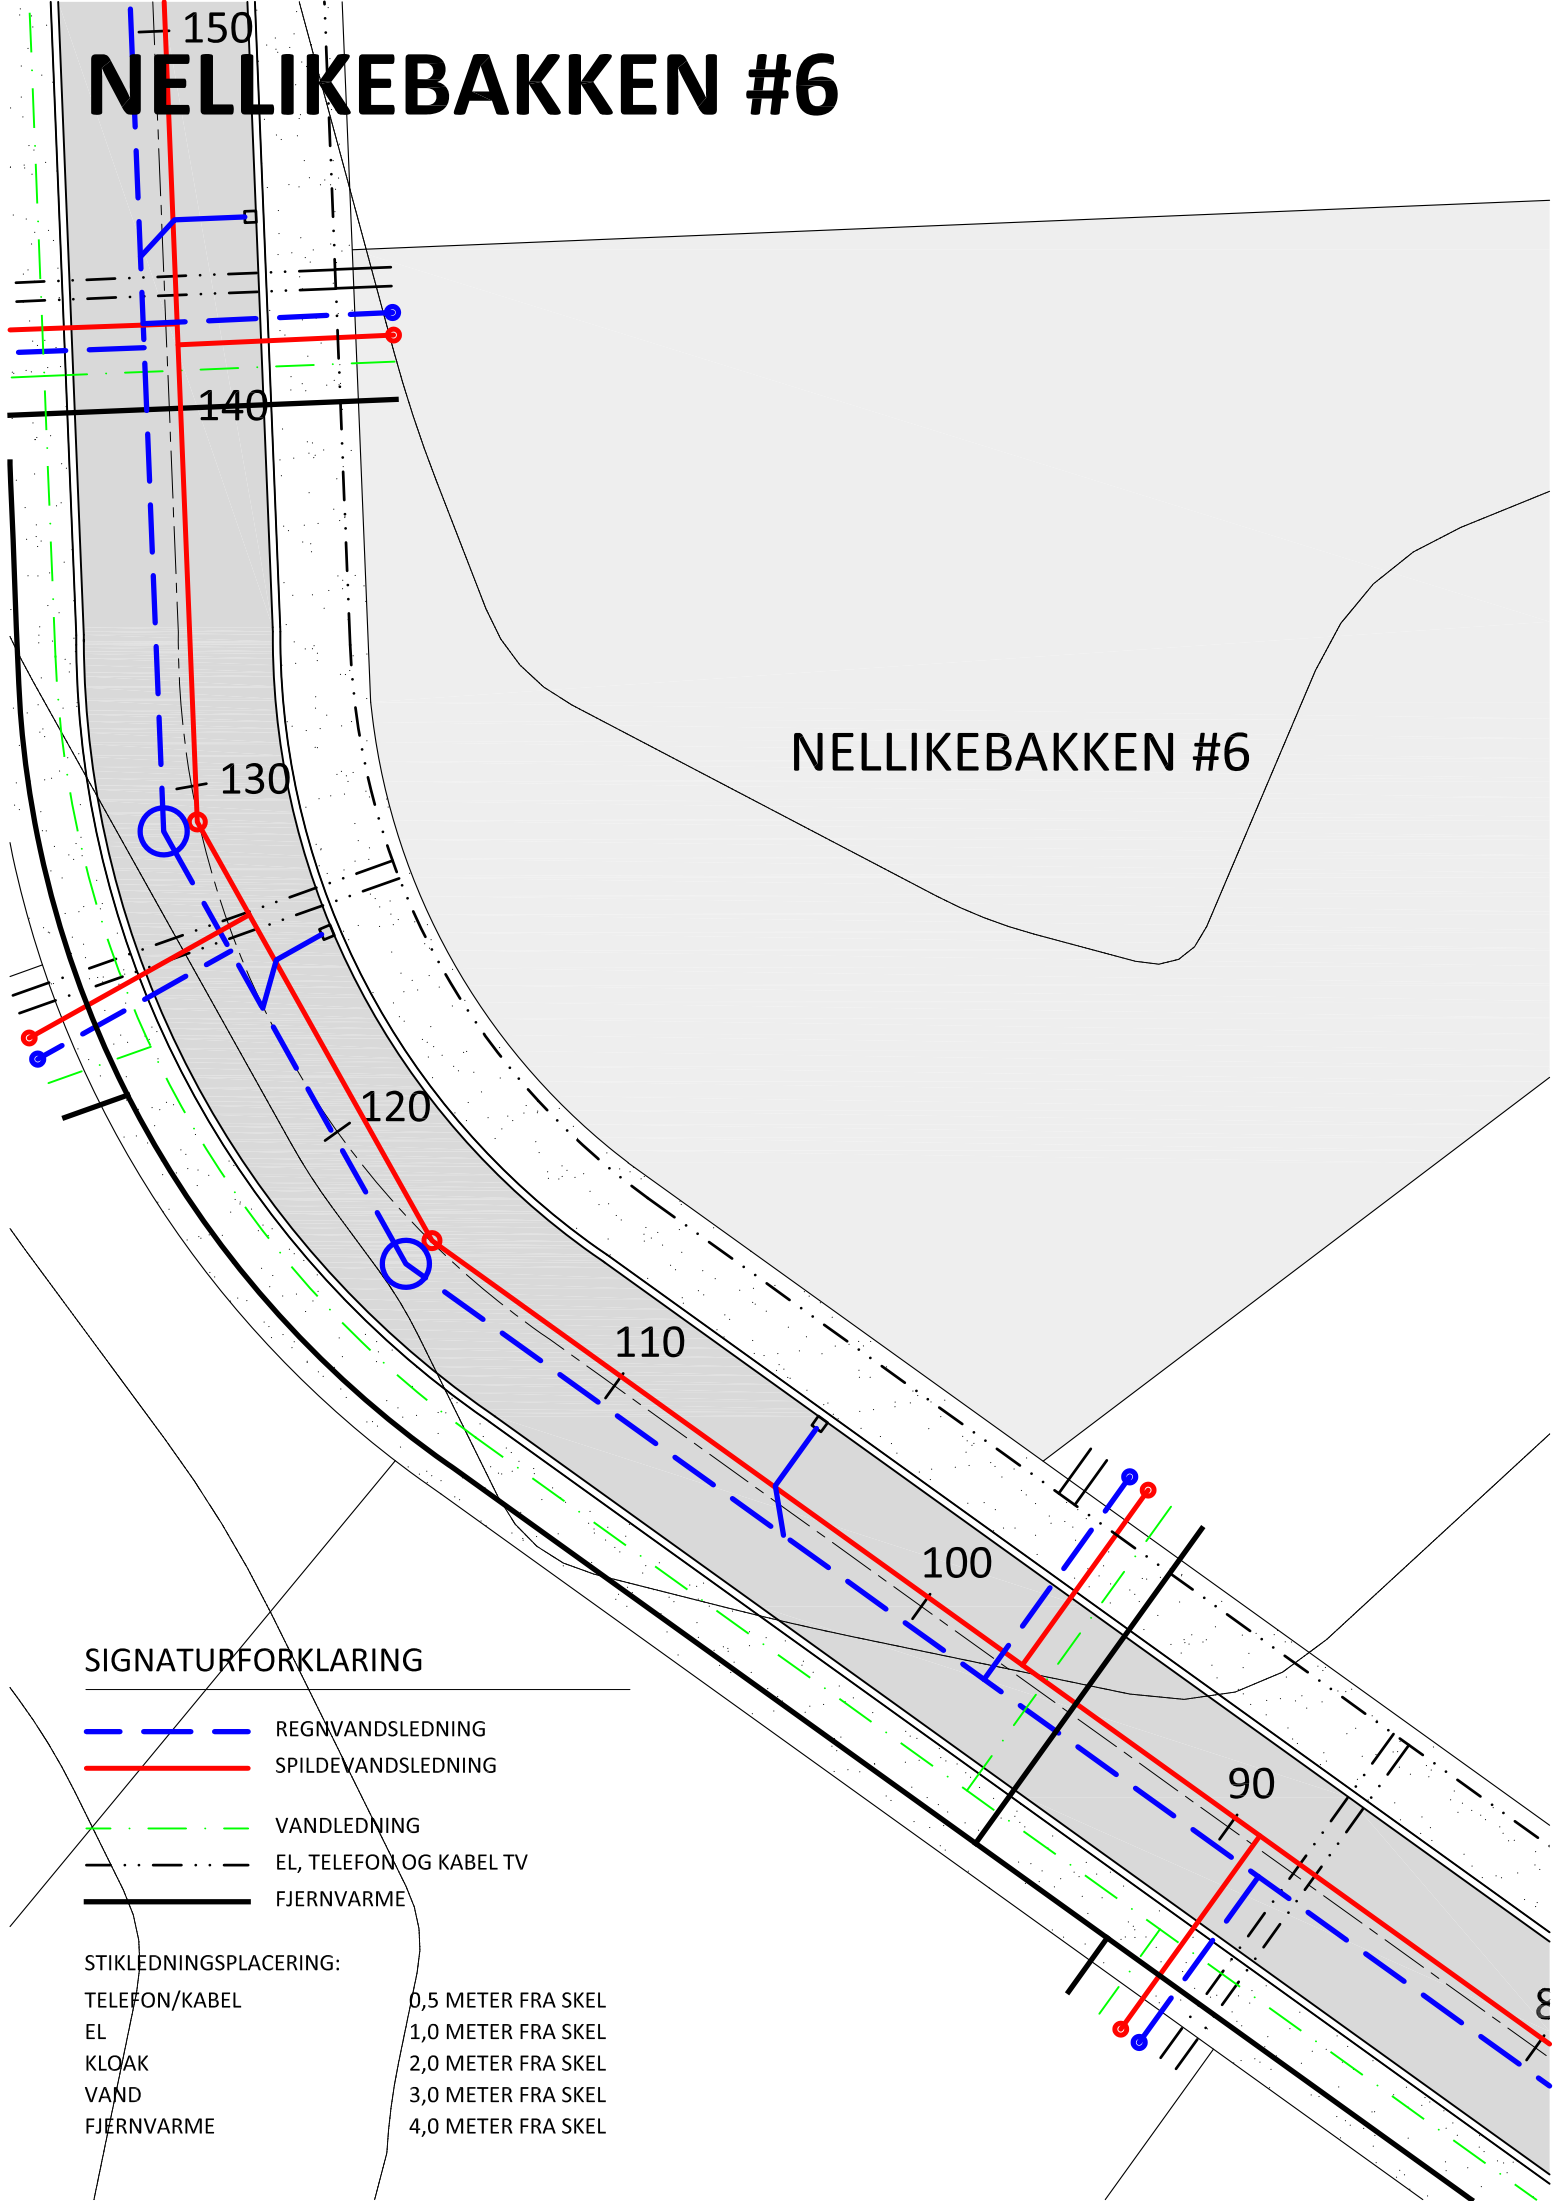 150
NELLIKEBAKKEN #6
140
NELLIKEBAKKEN #6
130
120
110
100
90
8
SIGNATURFORKLARING
REGNVANDSLEDNING
SPILDEVANDSLEDNING
VANDLEDNING
EL, TELEFON OG KABEL TV
FJERNVARME
STIKLEDNINGSPLACERING:
TELEFON/KABEL 0,5 METER FRA SKEL
EL 1,0 METER FRA SKEL
KLOAK 2,0 METER FRA SKEL
VAND 3,0 METER FRA SKEL
FJERNVARME 4,0 METER FRA SKEL